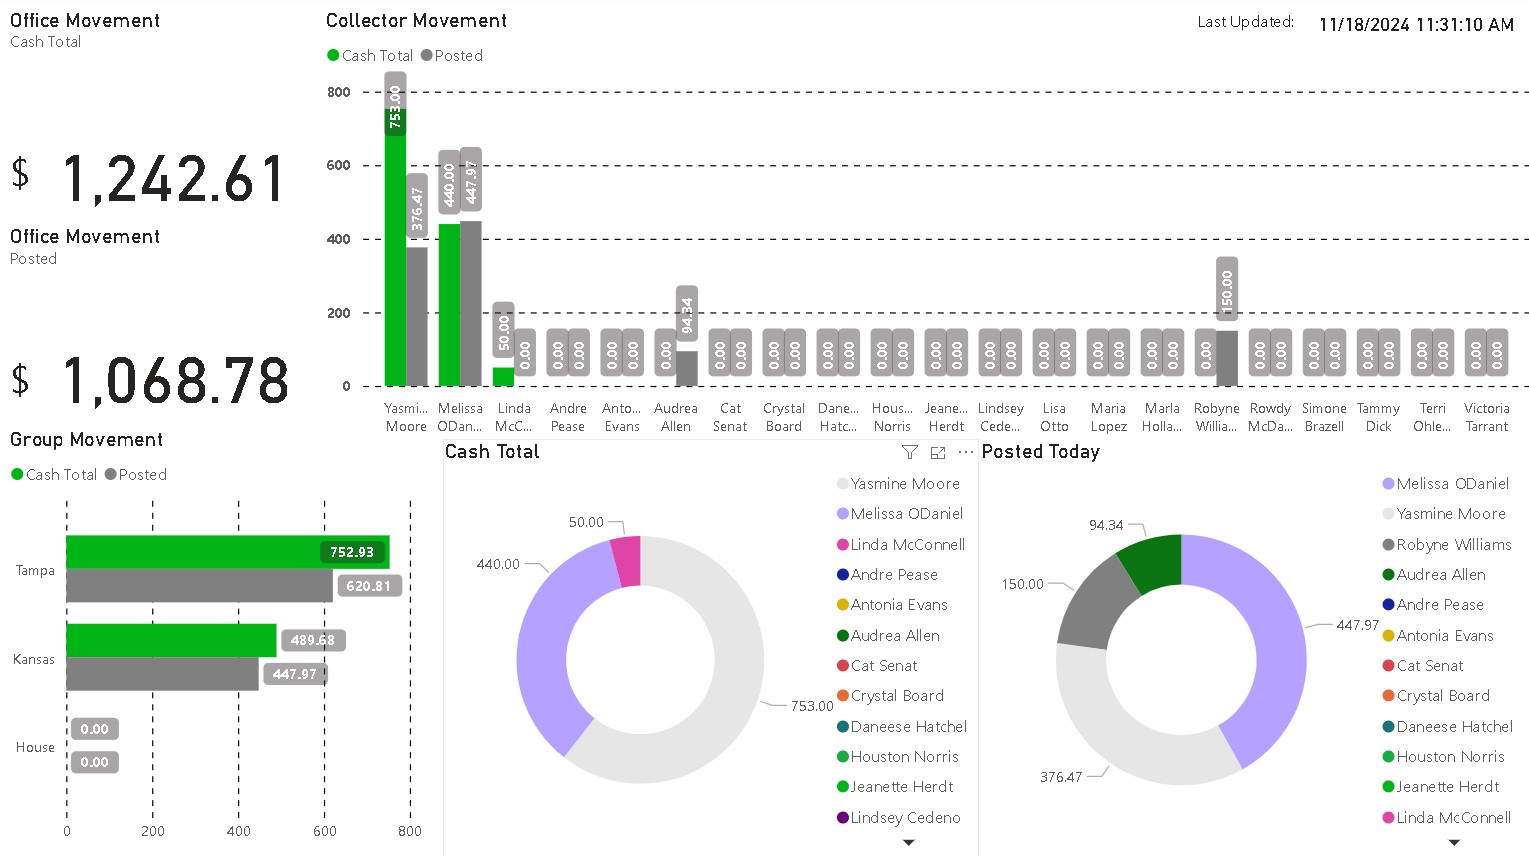 Office Movement
Cash Total
$ 1,242.61
Office Movement
Posted
$ 1,068.78
Collector Movement
Last Updated: 11/18/2024 11:31:10 AM
Cash Total Posted
800
600
400
200
0
753.00 376.47 440.00 447.97 50.00 0.00 0.00 0.00 0.00 0.00 0.00 94.34 0.00 0.00 0.00 0.00 0.00 0.00 0.00 0.00 0.00 0.00 0.00 0.00 0.00 0.00 0.00 0.00 0.00 0.00 0.00 150.00 0.00 0.00 0.00 0.00 0.00 0.00 0.00 0.00 0.00 0.00
Yasmi... Melissa Linda Andre Anto... Audrea Cat Crystal Dane... Hous... Jeane... Lindsey Lisa Maria Marla Robyne Rowdy Simone Tammy Terri Victoria
Moore ODan... McC... Pease Evans Allen Senat Board Hatc... Norris Herdt Cede... Otto Lopez Holla... Willia... McDa... Brazell Dick Ohle... Tarrant
Group Movement
Cash Total Posted
Tampa
752.93
620.81
Kansas
489.68
447.97
House
0.00
0.00
0 200 400 600 800
Cash Total
50.00
440.00
753.00
Yasmine Moore
Melissa ODaniel
Linda McConnell
Andre Pease
Antonia Evans
Audrea Allen
Cat Senat
Crystal Board
Daneese Hatchel
Houston Norris
Jeanette Herdt
Lindsey Cedeno
Posted Today
94.34
150.00
447.97
376.47
Melissa ODaniel
Yasmine Moore
Robyne Williams
Audrea Allen
Andre Pease
Antonia Evans
Cat Senat
Crystal Board
Daneese Hatchel
Houston Norris
Jeanette Herdt
Linda McConnell